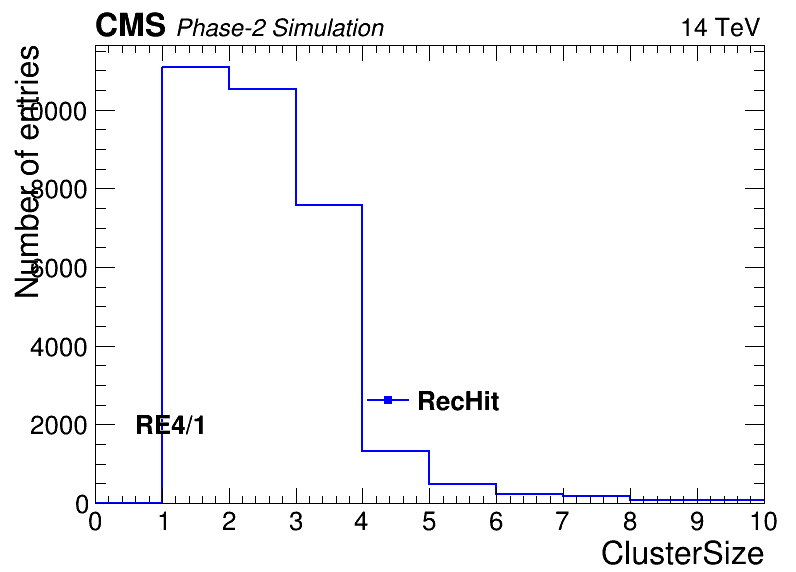 CMS Phase-2 Simulation 14 TeV
Number of entries
10000
8000
6000
4000
2000
0
RecHit
RE4/1
0 1 2 3 4 5 6 7 8 9 10
ClusterSize